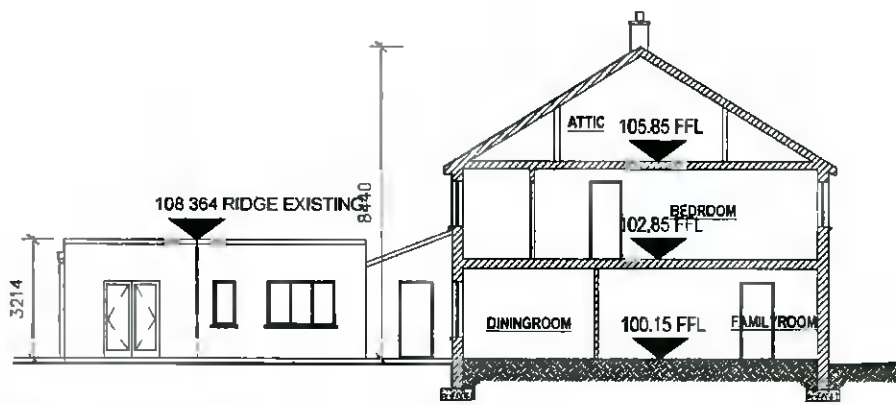 ATTIC
105.85 FFL
108 364 RIDGE EXISTING
8440
BEDROOM
102.85 FFL
3214
DININGROOM
100.15 FFL
FAMILYROOM